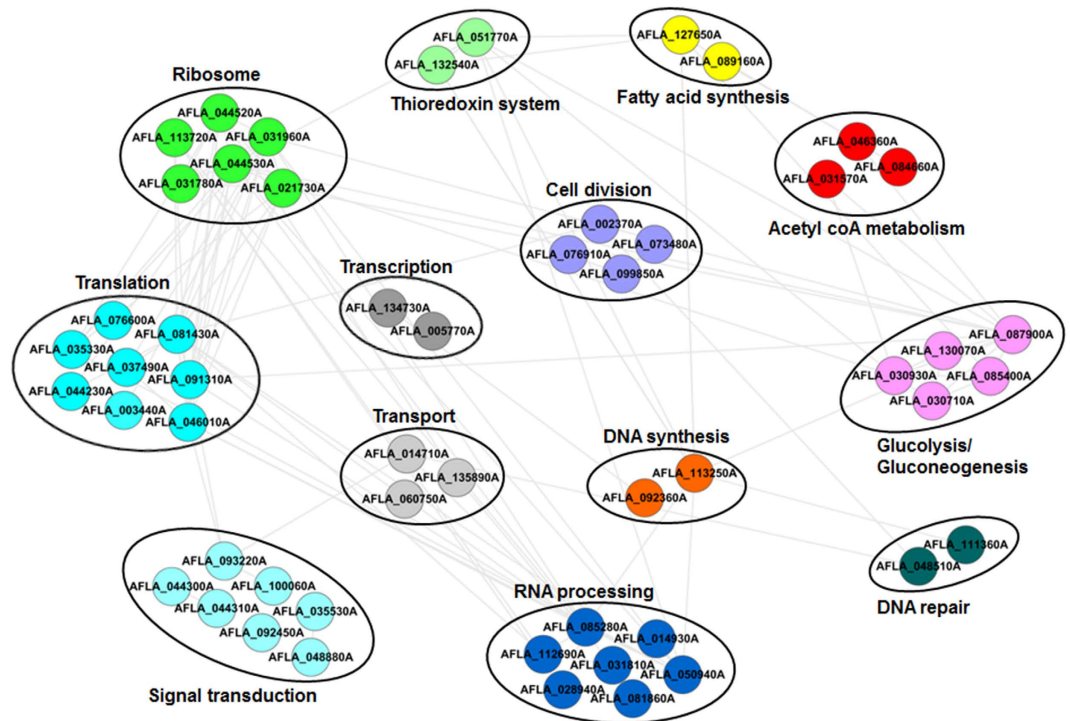 AFLA_051770A
AFLA_132540A
Thioredoxin system
AFLA_127650A
AFLA_089160A
Fatty acid synthesis
Ribosome
AFLA_044520A
AFLA_113720A
AFLA_031960A
AFLA_044530A
AFLA_031780A
AFLA_021730A
AFLA_046360A
AFLA_084660A
AFLA_031570A
Acetyl coA metabolism
Cell division
AFLA_002370A
AFLA_073480A
AFLA_076910A
AFLA_099850A
Transcription
AFLA_134730A
AFLA_005770A
Translation
AFLA_076600A
AFLA_081430A
AFLA_035330A
AFLA_037490A
AFLA_091310A
AFLA_044230A
AFLA_003440A
AFLA_046010A
AFLA_087900A
AFLA_130070A
AFLA_030930A
AFLA_085400A
AFLA_030710A
Glucolysis/
Gluconeogenesis
Transport
AFLA_014710A
AFLA_135890A
AFLA_060750A
DNA synthesis
AFLA_113250A
AFLA_092360A
AFLA_111360A
AFLA_048510A
DNA repair
AFLA_093220A
AFLA_044300A
AFLA_100060A
AFLA_044310A
AFLA_035530A
AFLA_092450A
AFLA_048880A
Signal transduction
RNA processing
AFLA_085280A
AFLA_014930A
AFLA_112690A
AFLA_031810A
AFLA_050940A
AFLA_028940A
AFLA_081860A